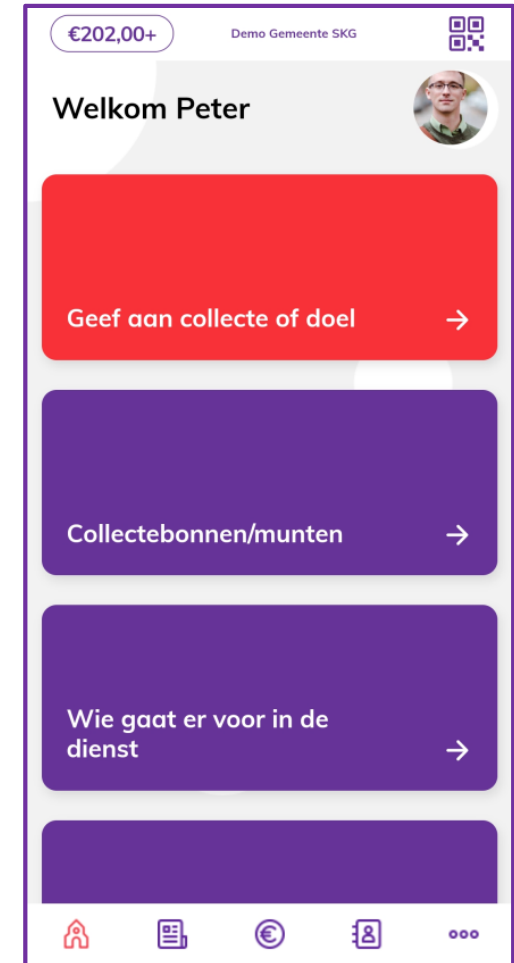 €202,00+
Demo Gemeente SKG
Welkom Peter
Geef aan collecte of doel
Collectebonnen/munten
Wie gaat er voor in de
dienst